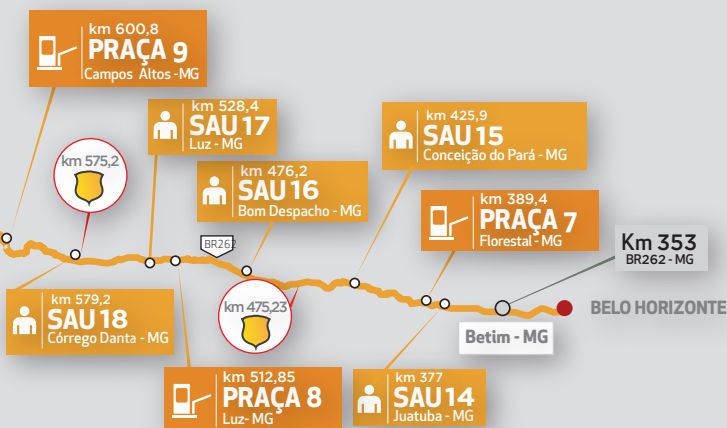 km 600,8
PRAÇA 9
Campos Altos - MG
km 528,4
SAU 17
Luz - MG
km 425,9
SAU 15
Conceição do Pará - MG
km 575,2
km 476,2
SAU 16
Bom Despacho - MG
km 389,4
PRAÇA 7
Florestal - MG
BR262
Km 353
BR262 - MG
km 579,2
SAU 18
Córrego Danta - MG
km 475,23
BELO HORIZONTE
Betim - MG
km 512,85
PRAÇA 8
Luz- MG
km 377
SAU 14
Juatuba - MG